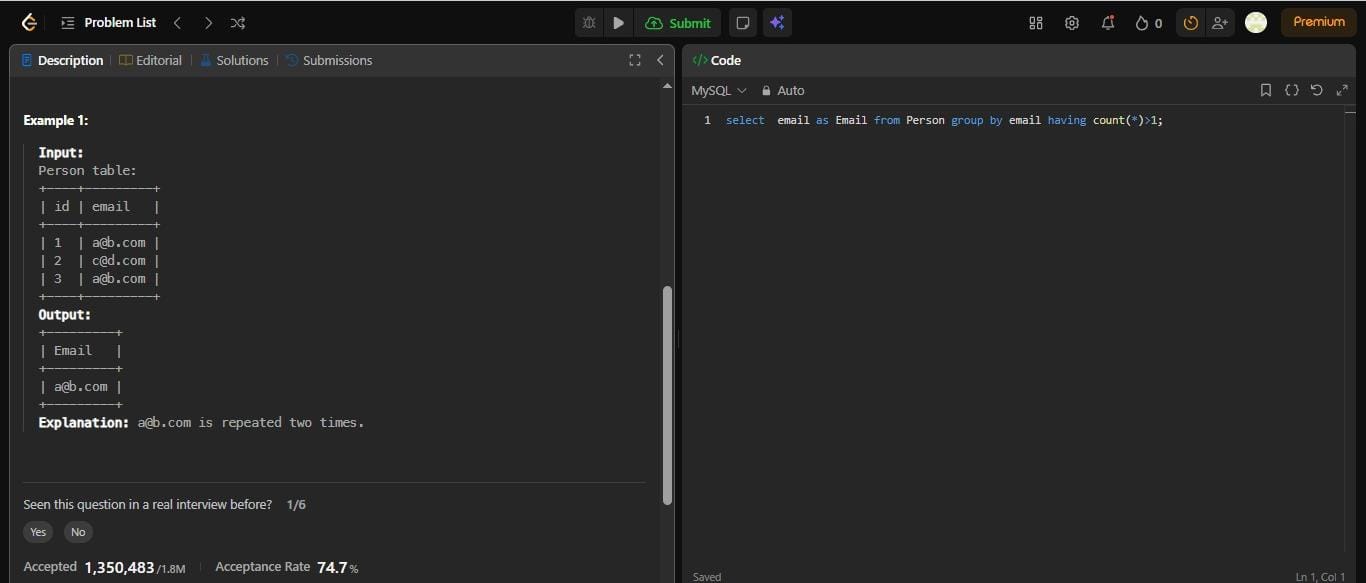 Problem List
Submit
0
Premium
Description | Editorial | Solutions | Submissions
Example 1:
Input:
Person table:
+----+---------+
| id | email   |
+----+---------+
| 1  | a@b.com |
| 2  | c@d.com |
| 3  | a@b.com |
+----+---------+
Output:
+---------+
| Email   |
+---------+
| a@b.com |
+---------+
Explanation: a@b.com is repeated two times.
Seen this question in a real interview before? 1/6
Yes No
Accepted 1,350,483/1.8M | Acceptance Rate 74.7%
</> Code
MySQL Auto
1 select  email as Email from Person group by email having count(*)>1;
Saved
Ln 1, Col 1